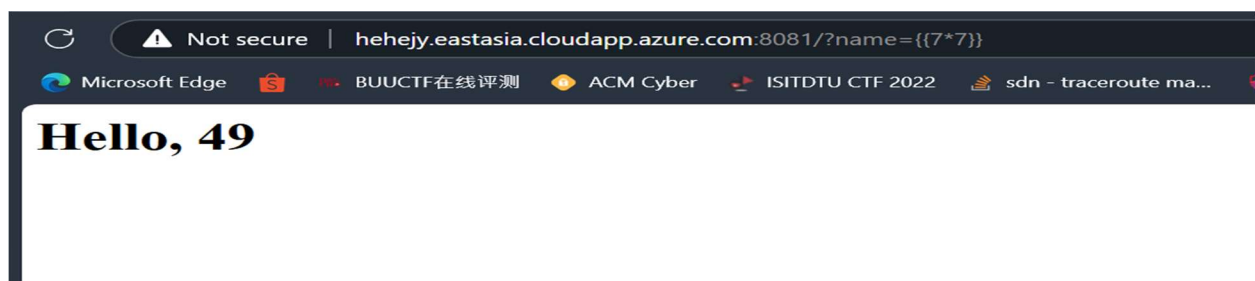 Not secure | hehejy.eastasia.cloudapp.azure.com:8081/?name={{7*7}}
Microsoft Edge BUUCTF在线评测 ACM Cyber ISITDTU CTF 2022 sdn - traceroute ma...
Hello, 49